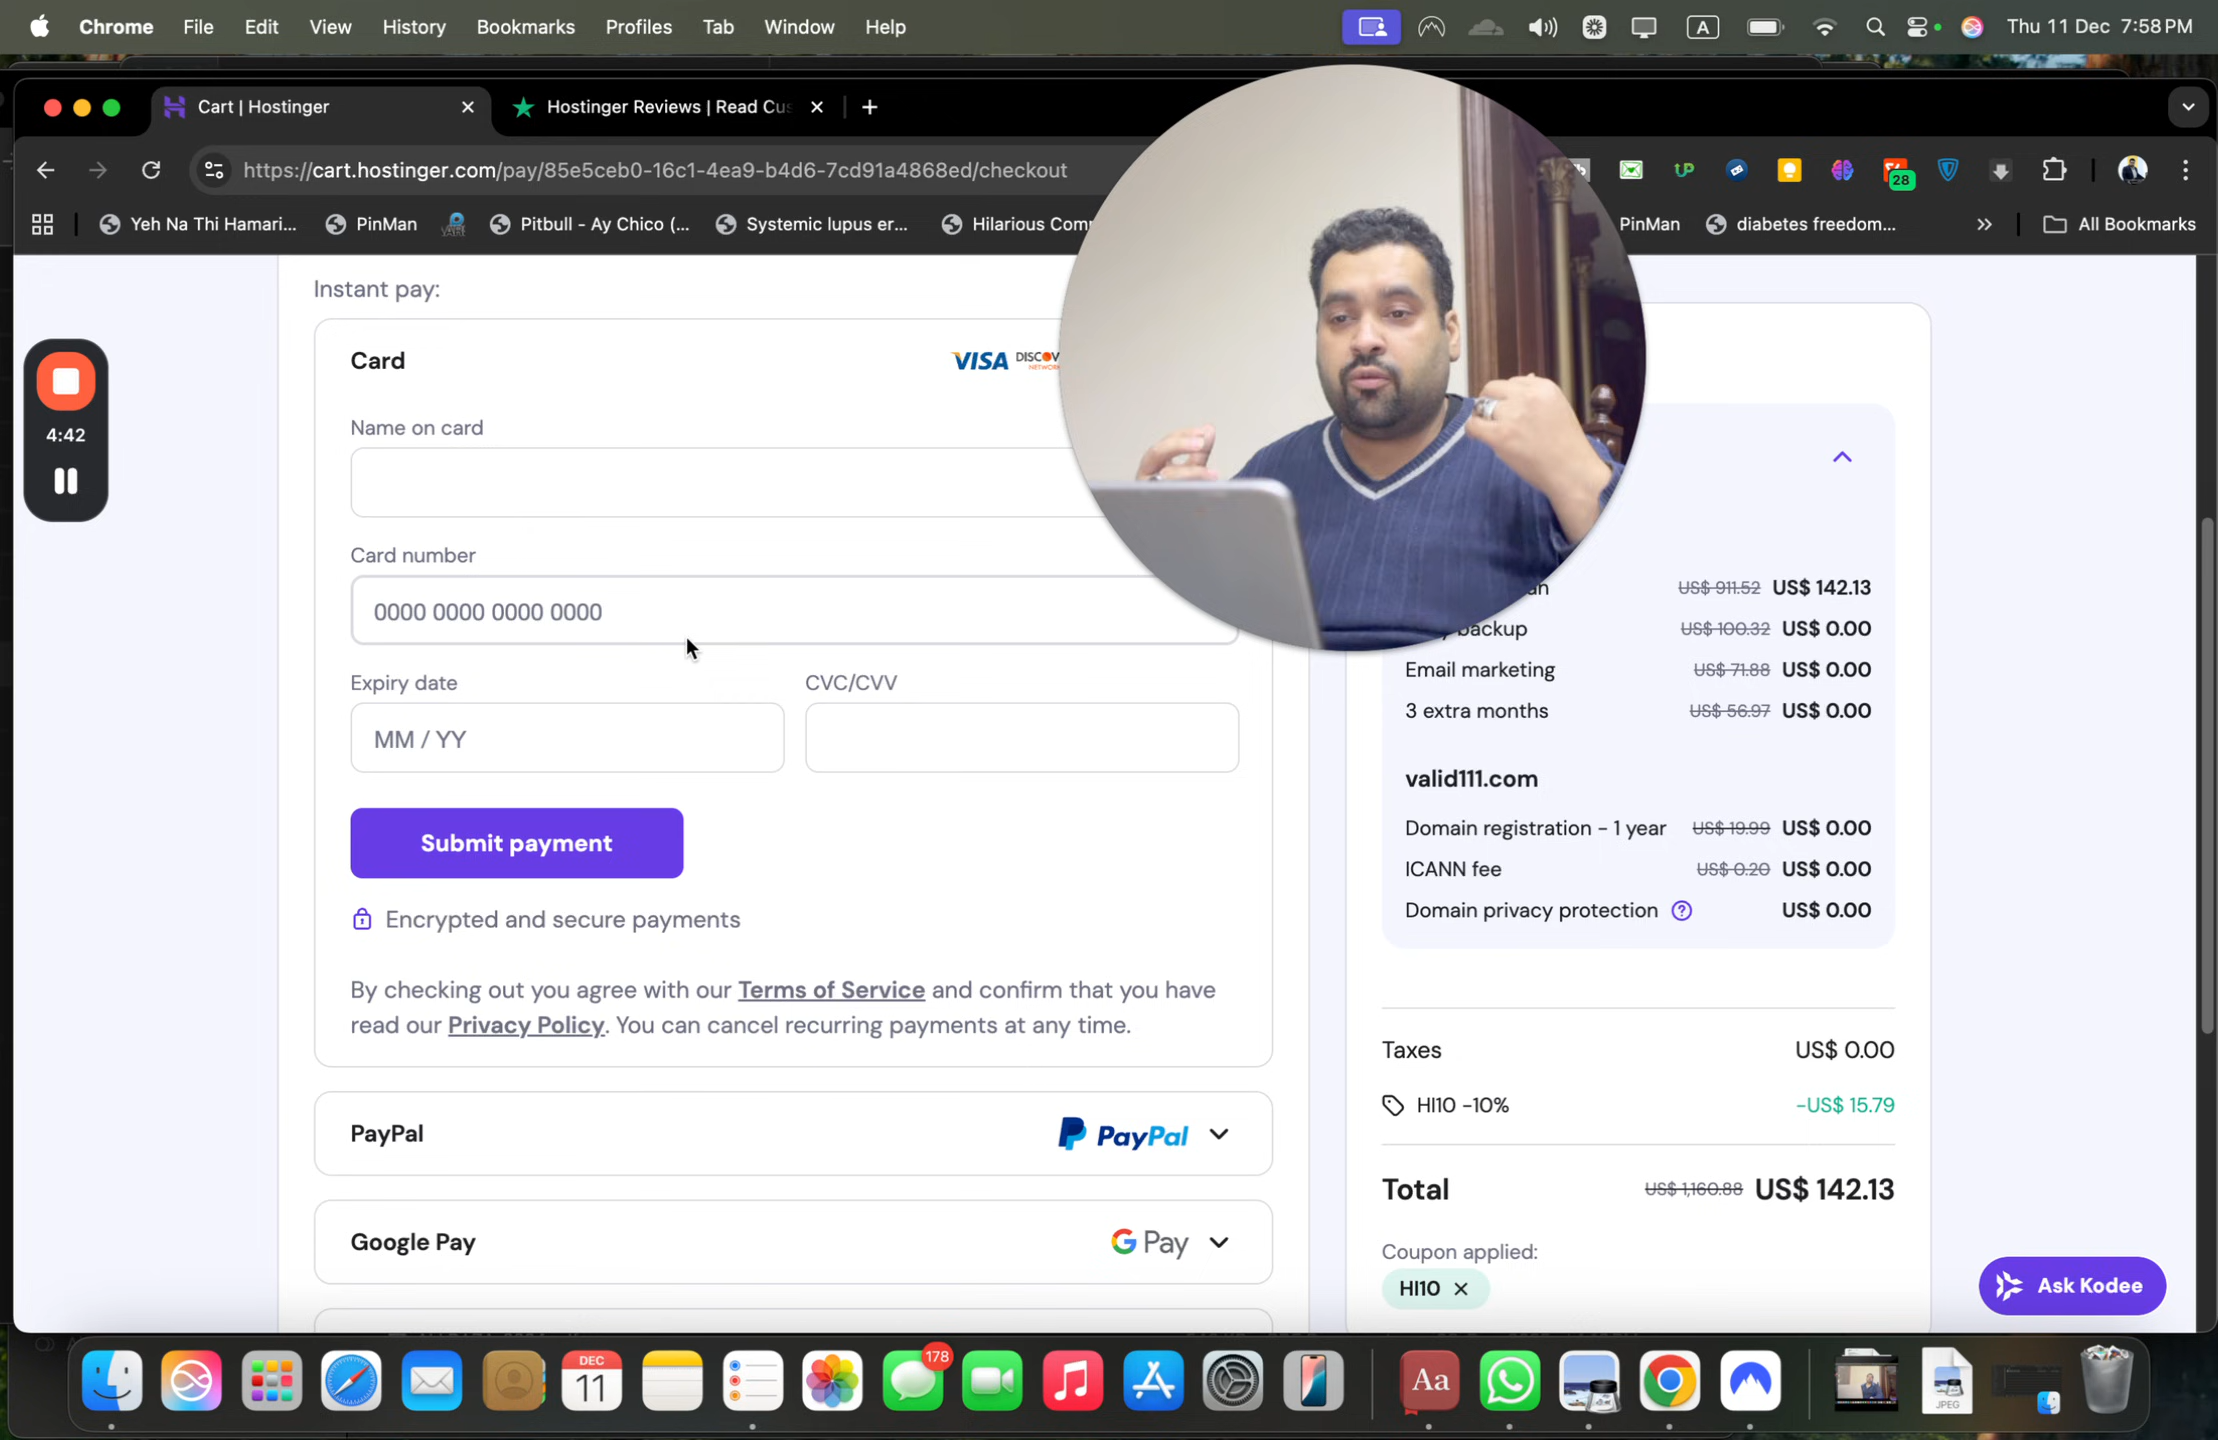 Chrome File Edit View History Bookmarks Profiles Tab Window Help
A
Thu 11 Dec 7:58 PM
Cart | Hostinger
Hostinger Reviews | Read Cus
https://cart.hostinger.com/pay/85e5ceb0-16c1-4ea9-b4d6-7cd91a4868ed/checkout
UP
28
Yeh Na Thi Hamari...
PinMan
Pitbull - Ay Chico (...
Systemic lupus er...
Hilarious Com
PinMan
diabetes freedom...
All Bookmarks
Instant pay:
Card
VISA
4:42
Name on card
Card number
0000 0000 0000 0000
Expiry date
CVC/CVV
MM / YY
Submit payment
Encrypted and secure payments
By checking out you agree with our Terms of Service and confirm that you have
read our Privacy Policy. You can cancel recurring payments at any time.
PayPal
PayPal
Google Pay
G Pay
US$ 911.52 US$ 142.13
backup US$ 100.32 US$ 0.00
Email marketing US$ 71.88 US$ 0.00
3 extra months US$ 56.97 US$ 0.00
valid111.com
Domain registration - 1 year US$ 19.99 US$ 0.00
ICANN fee US$ 0.20 US$ 0.00
Domain privacy protection US$ 0.00
Taxes US$ 0.00
HI10 -10% -US$ 15.79
Total US$ 1,160.88 US$ 142.13
Coupon applied:
HI10
Ask Kodee
DEC
11
178
Aa
JPEG